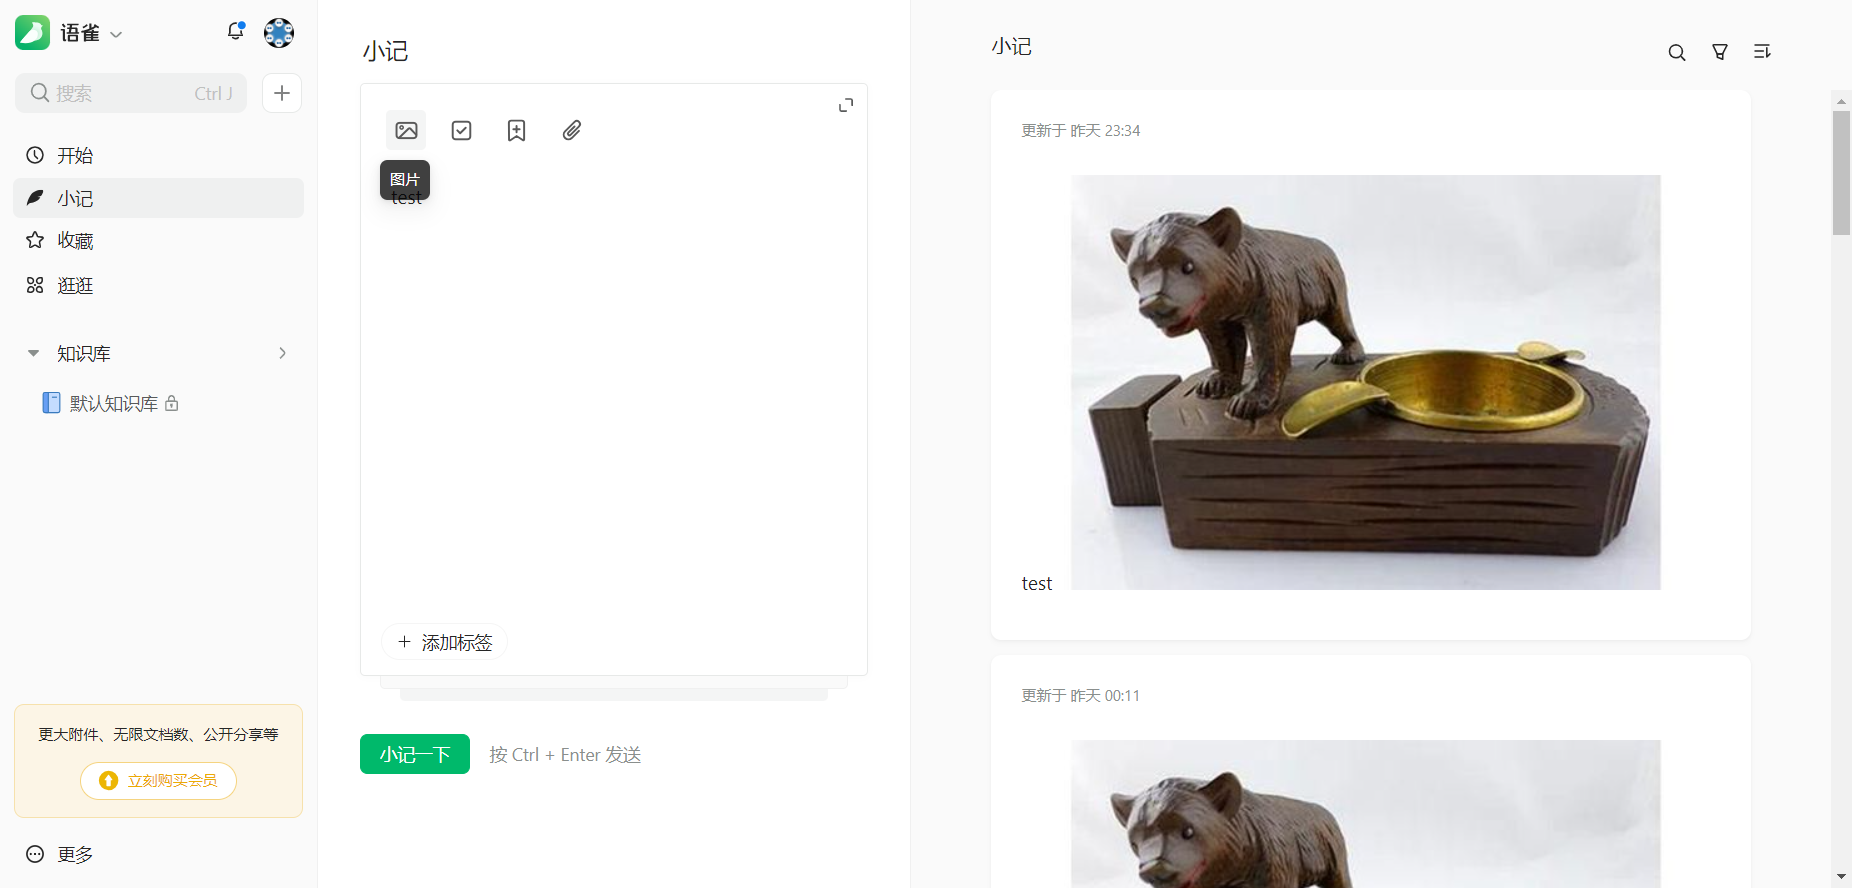 语雀
搜索 Ctrl J
开始
小记
收藏
逛逛
知识库
默认知识库
更大附件、无限文档数、公开分享等
立刻购买会员
更多
小记
图片
test
添加标签
小记一下 按 Ctrl + Enter 发送
小记
更新于 昨天 23:34
test
更新于 昨天 00:11